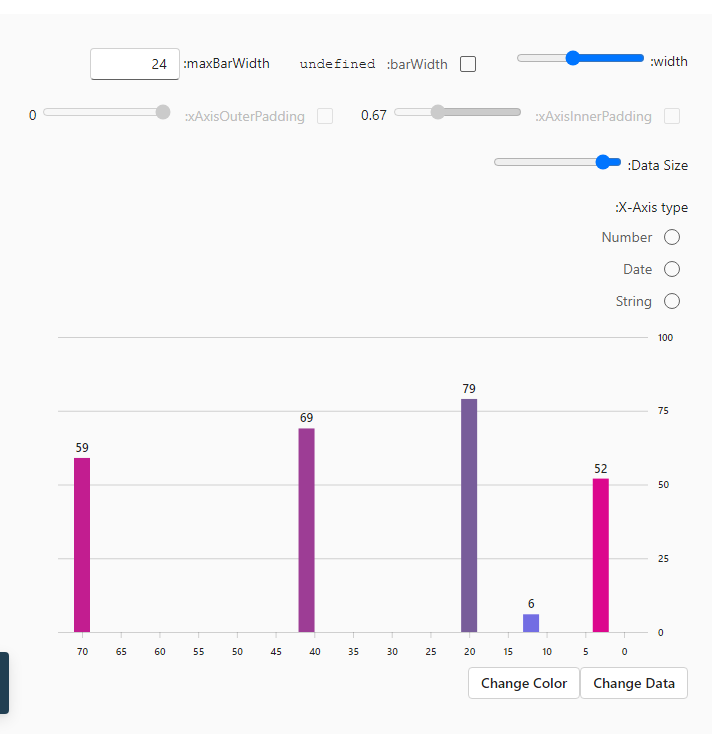 width:
barWidth: undefined
maxBarWidth: 24
xAxisInnerPadding: 0.67
xAxisOuterPadding: 0
Data Size:
X-Axis type:
Number
Date
String
100
75
50
25
0
59
69
79
6
52
70 65 60 55 50 45 40 35 30 25 20 15 10 5 0
Change Color Change Data